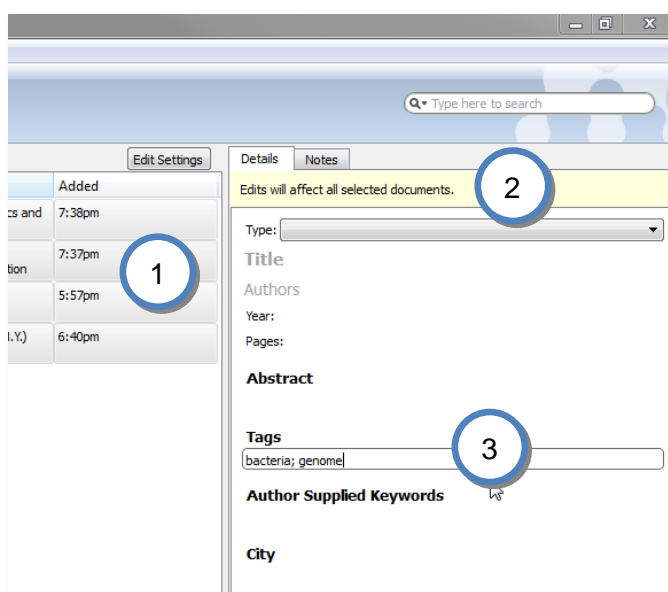 Type here to search
Edit Settings
Details Notes
Added
Edits will affect all selected documents.
2
cs and 7:38pm
Type:
7:37pm
tion
1
Title
Authors
5:57pm
Year:
I.Y.) 6:40pm
Pages:
Abstract
Tags
3
bacteria; genome
Author Supplied Keywords
City